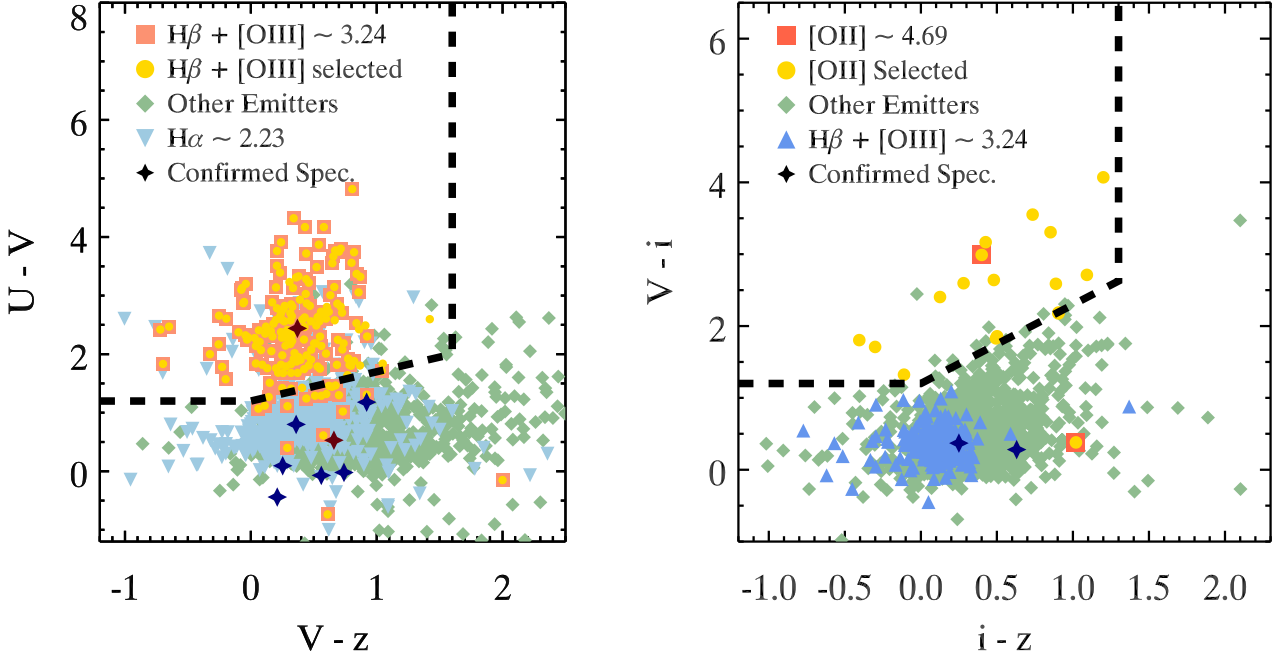 8
6
4
2
0
U - V
Hβ + [OIII] ~ 3.24
Hβ + [OIII] selected
Other Emitters
Hα ~ 2.23
Confirmed Spec.
-1 0 1 2
V - z
6
4
2
0
V - i
[OII] ~ 4.69
[OII] Selected
Other Emitters
Hβ + [OIII] ~ 3.24
Confirmed Spec.
-1.0 -0.5 0.0 0.5 1.0 1.5 2.0
i - z